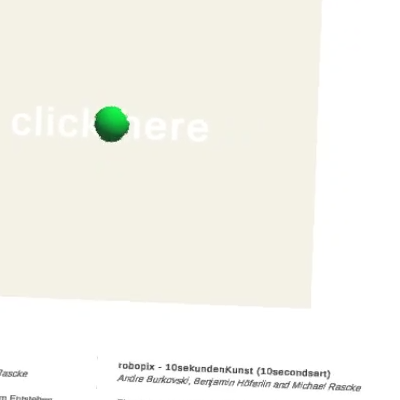 click here
robopix - 10sekundenKunst (10secondsart)
Rascke
Andre Burkovski, Benjamin Höferlin and Michael Rascke
m Entstehen